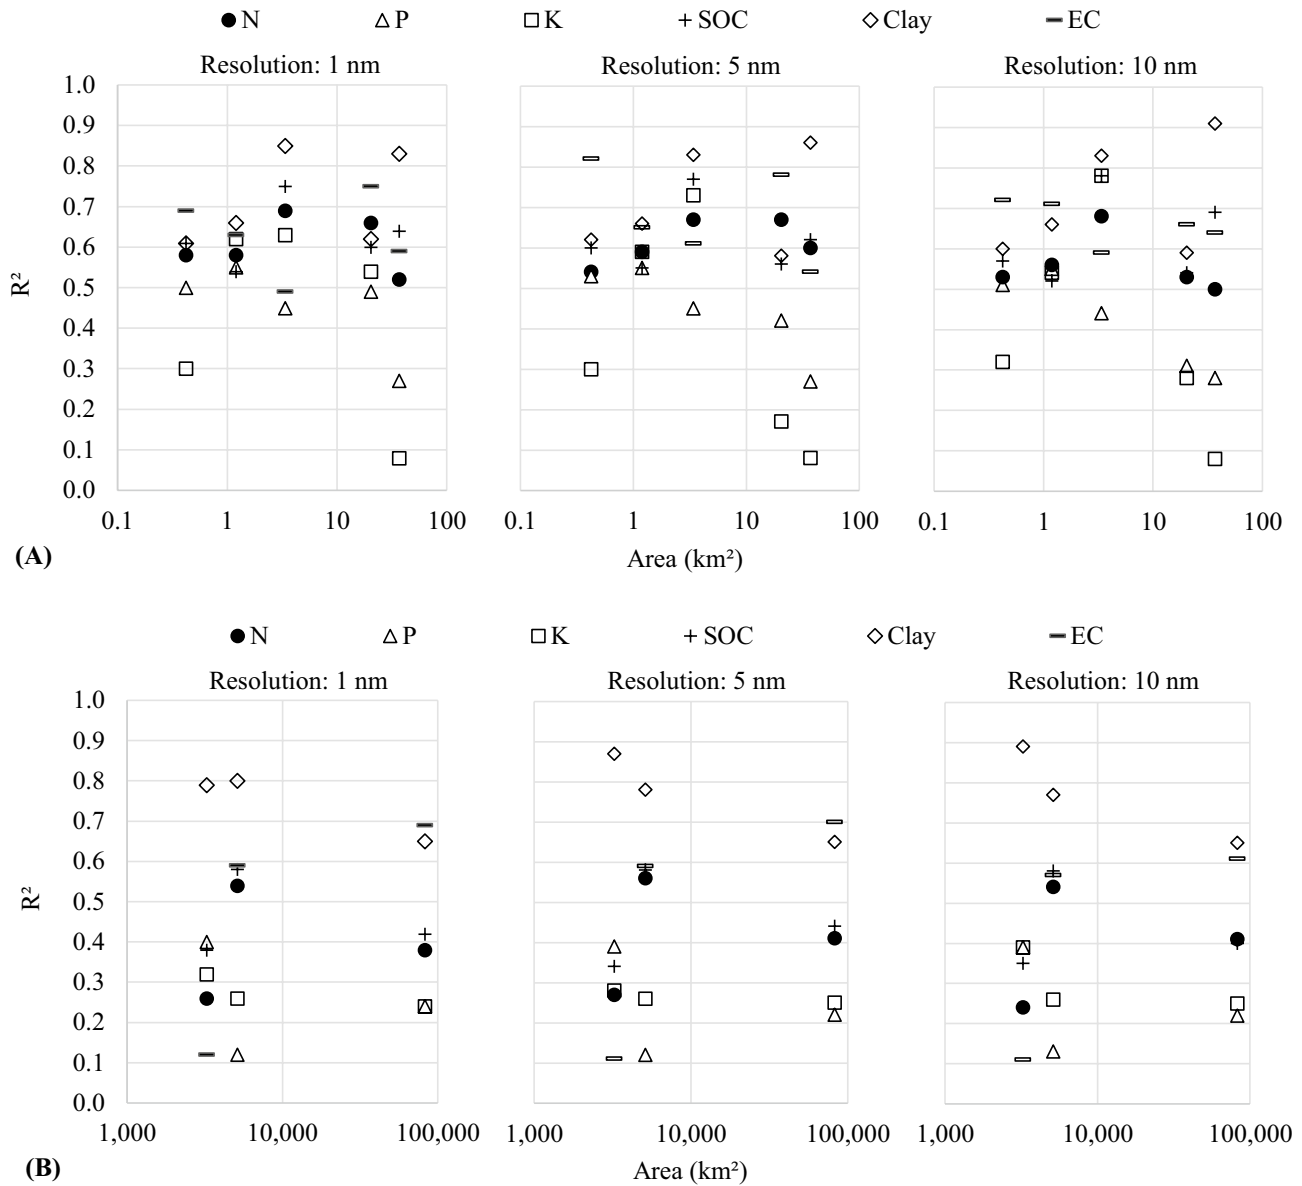 N P K SOC Clay EC
Resolution: 1 nm Resolution: 5 nm Resolution: 10 nm
1.0
0.9
0.8
0.7
0.6
0.5
0.4
0.3
0.2
0.1
0.0
R²
0.1 1 10 100 0.1 1 10 100 0.1 1 10 100
(A) Area (km²)
N P K SOC Clay EC
Resolution: 1 nm Resolution: 5 nm Resolution: 10 nm
1.0
0.9
0.8
0.7
0.6
0.5
0.4
0.3
0.2
0.1
0.0
R²
1,000 10,000 100,000 1,000 10,000 100,000 1,000 10,000 100,000
(B) Area (km²)